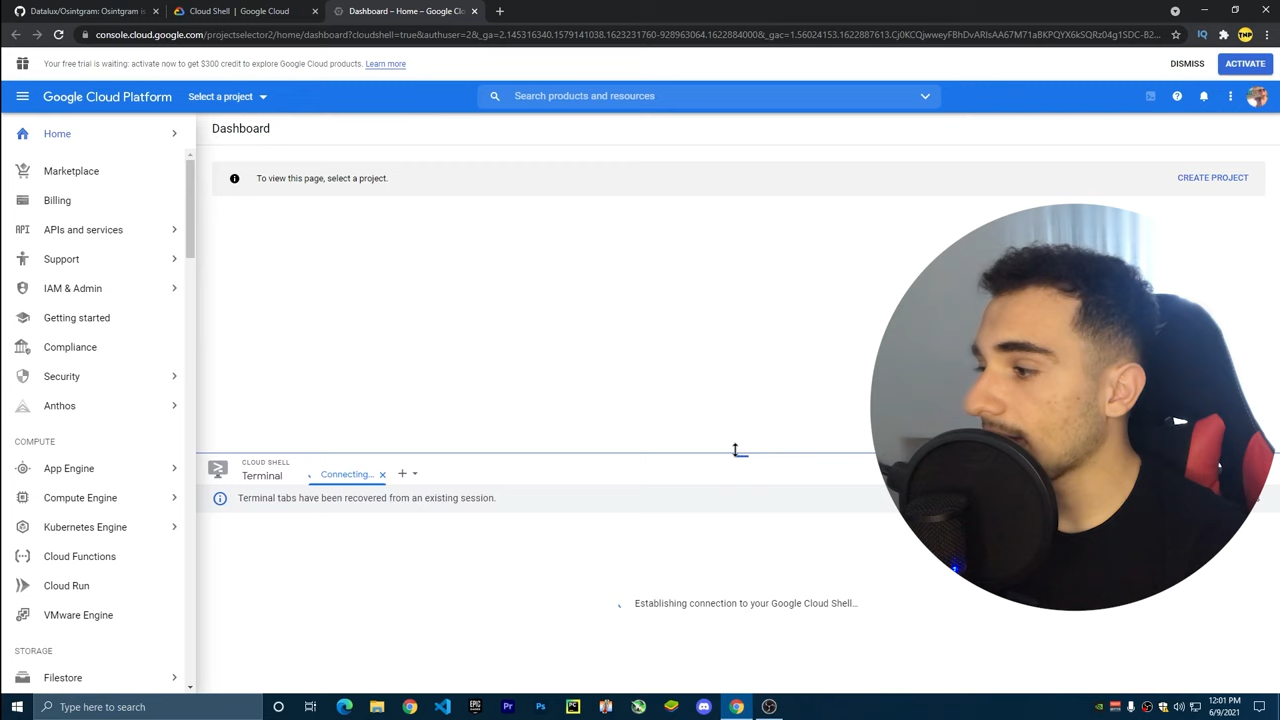 Datalux/Osintgram: Osintgram is
Cloud Shell | Google Cloud
Dashboard – Home – Google Clo
console.cloud.google.com/projectselector2/home/dashboard?cloudshell=true&authuser=2&_ga=2.145316340.1579141038.1623231760-928963064.1622884000&_gac=1.56024153.1622887613.Cj0KCQjwweyFBhDvARIsAA67M71aBKPQYX6kSQRz04g1SDC-B2...
Your free trial is waiting: activate now to get $300 credit to explore Google Cloud products. Learn more
DISMISS
ACTIVATE
Google Cloud Platform
Select a project
Search products and resources
Home
Dashboard
Marketplace
To view this page, select a project.
CREATE PROJECT
Billing
API APIs and services
Support
IAM & Admin
Getting started
Compliance
Security
Anthos
COMPUTE
App Engine
Compute Engine
Kubernetes Engine
Cloud Functions
Cloud Run
VMware Engine
STORAGE
Filestore
CLOUD SHELL
Terminal
Connecting...
Terminal tabs have been recovered from an existing session.
Establishing connection to your Google Cloud Shell...
Type here to search
12:01 PM
6/9/2021